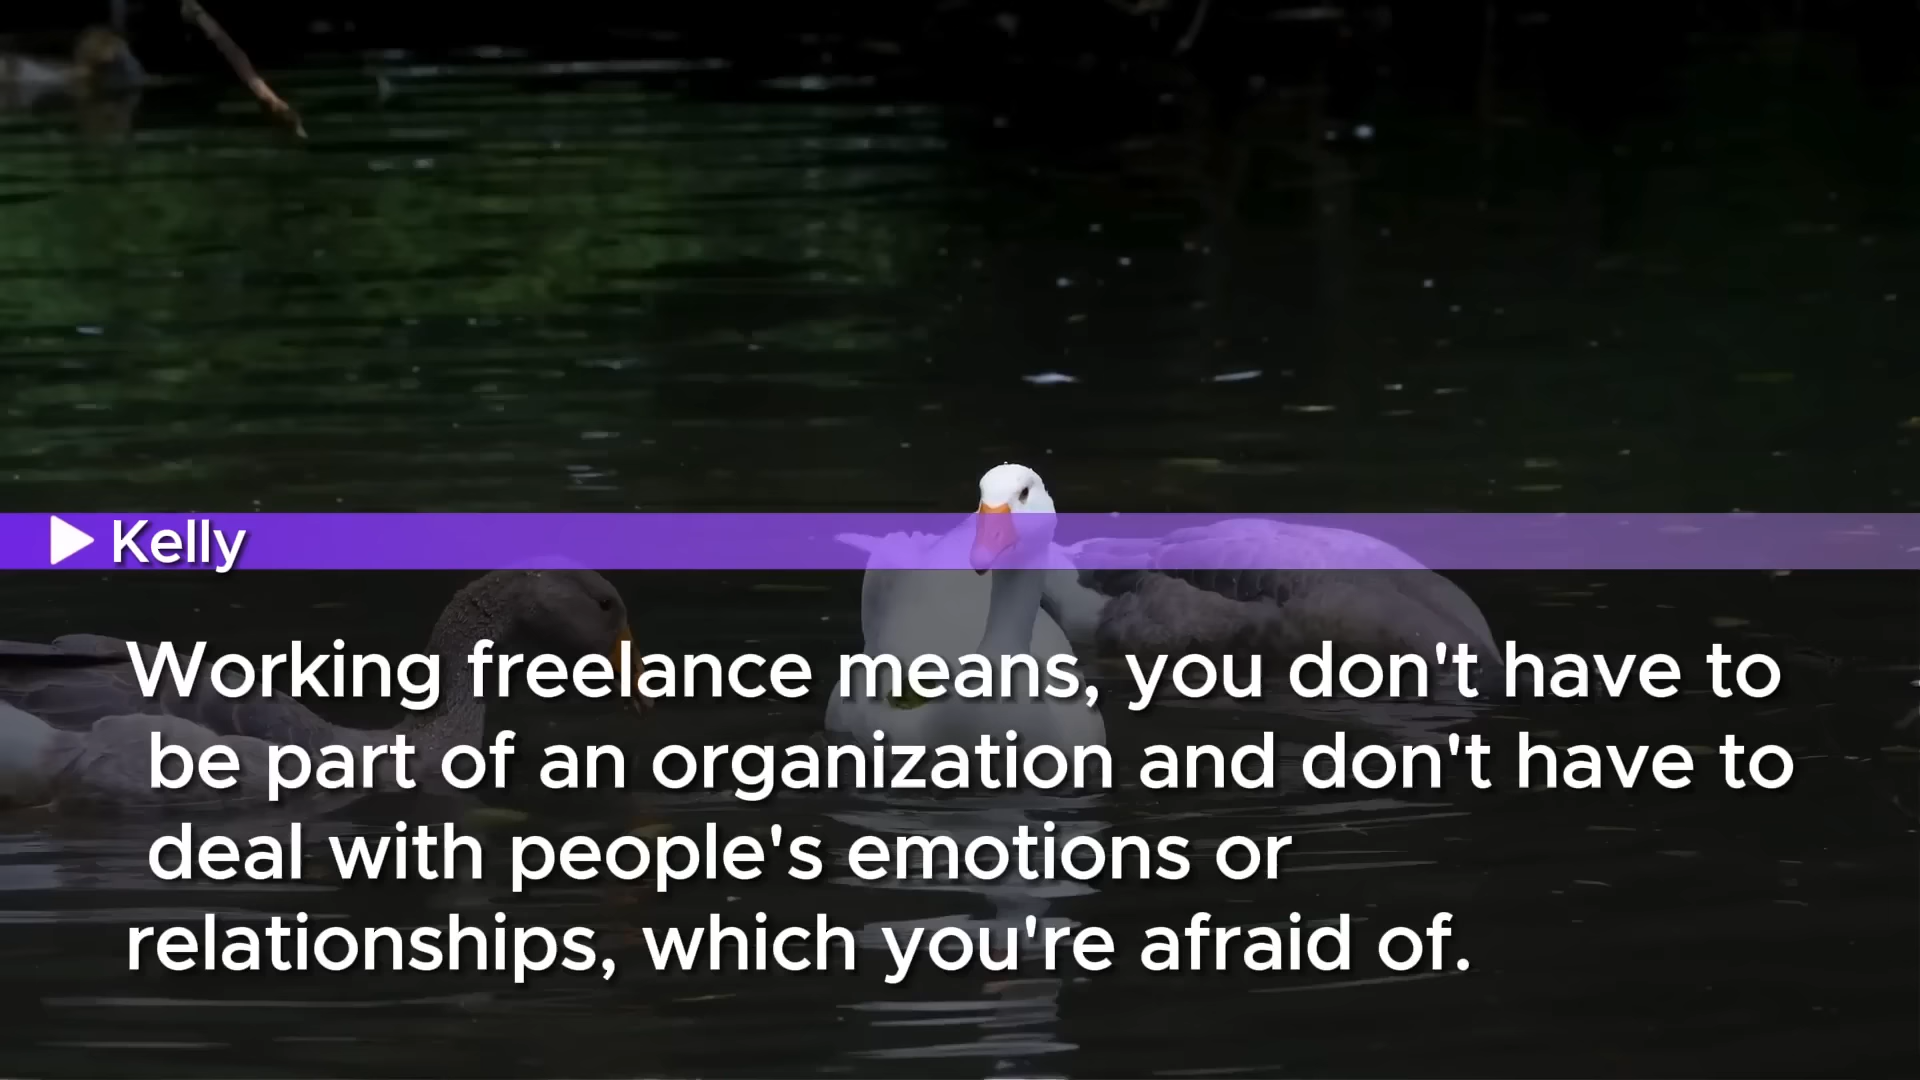 Kelly
Working freelance means, you don't have to
be part of an organization and don't have to
deal with people's emotions or
relationships, which you're afraid of.